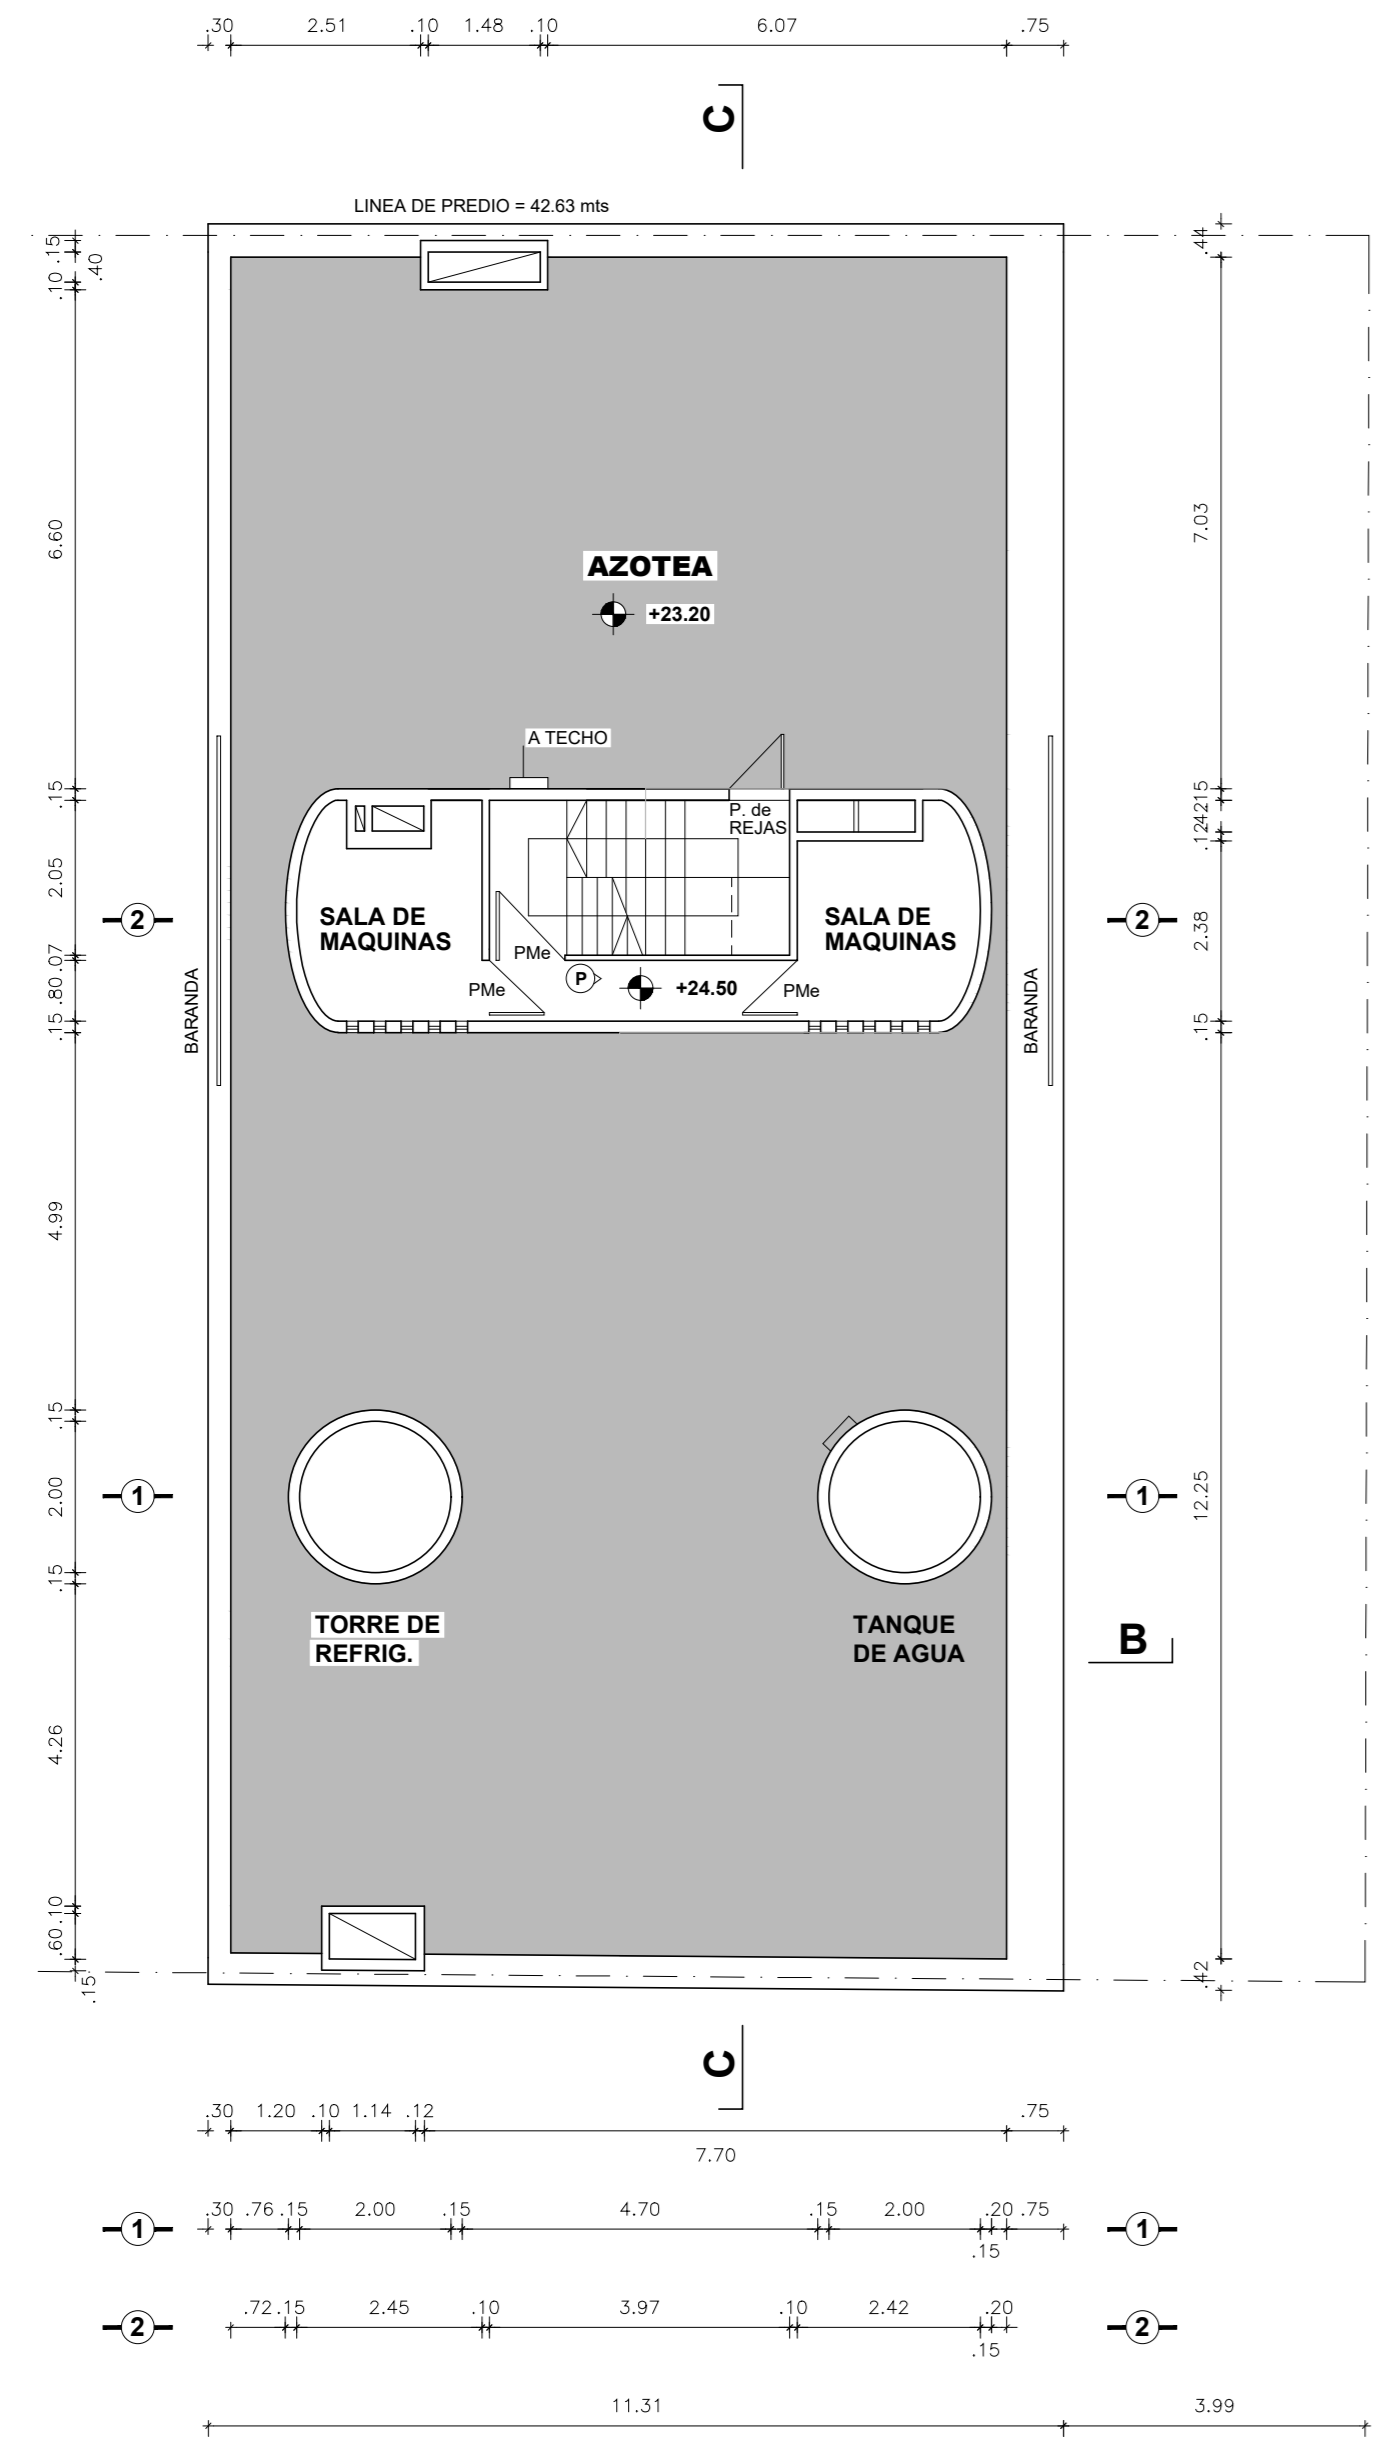 .30 2.51 .10 1.48 .10 6.07 .75
C
LINEA DE PREDIO = 42.63 mts
.15
.40
.10
.44
6.60
7.03
AZOTEA
+23.20
A TECHO
P. de
REJAS
.15
2.05
.07
.80
.15
.15
.42
.12
2.38
.15
2
SALA DE
MAQUINAS
SALA DE
MAQUINAS
2
PMe
PMe
P
+24.50
PMe
BARANDA
BARANDA
4.99
.15
2.00
.15
1
1
12.25
TORRE DE
REFRIG.
TANQUE
DE AGUA
B
4.26
.10
.60
.15
.42
C
.30 1.20 .10 1.14 .12 .75
7.70
1 .30 .76 .15 2.00 .15 4.70 .15 2.00 .20 .75 1
.15
2 .72 .15 2.45 .10 3.97 .10 2.42 .20 2
.15
11.31 3.99